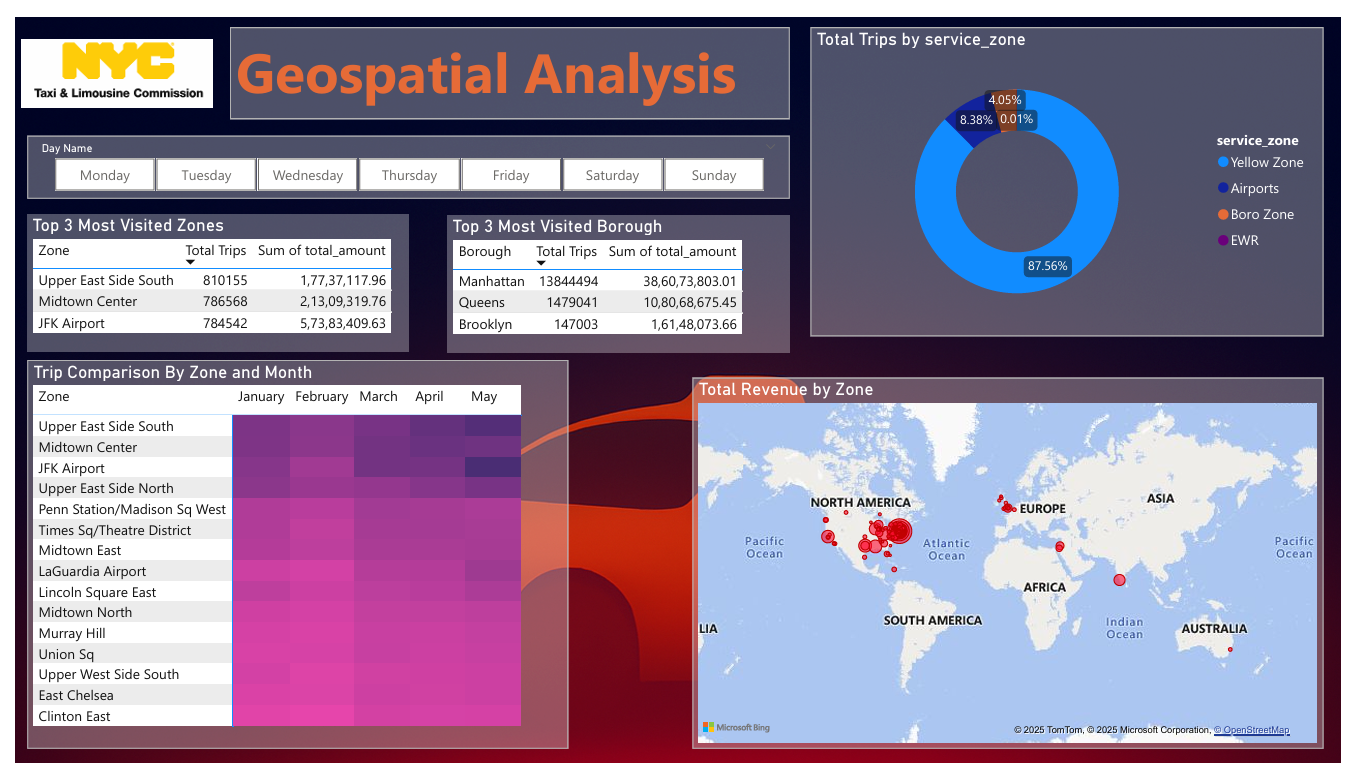 NYC
Taxi & Limousine Commission
Geospatial Analysis
Day Name
Monday Tuesday Wednesday Thursday Friday Saturday Sunday
Total Trips by service_zone
4.05%
8.38% 0.01%
87.56%
service_zone
Yellow Zone
Airports
Boro Zone
EWR
Top 3 Most Visited Zones
Zone Total Trips Sum of total_amount
Upper East Side South 810155 1,77,37,117.96
Midtown Center 786568 2,13,09,319.76
JFK Airport 784542 5,73,83,409.63
Top 3 Most Visited Borough
Borough Total Trips Sum of total_amount
Manhattan 13844494 38,60,73,803.01
Queens 1479041 10,80,68,675.45
Brooklyn 147003 1,61,48,073.66
Trip Comparison By Zone and Month
Zone January February March April May
Upper East Side South
Midtown Center
JFK Airport
Upper East Side North
Penn Station/Madison Sq West
Times Sq/Theatre District
Midtown East
LaGuardia Airport
Lincoln Square East
Midtown North
Murray Hill
Union Sq
Upper West Side South
East Chelsea
Clinton East
Total Revenue by Zone
NORTH AMERICA
EUROPE
ASIA
Pacific
Ocean
Atlantic
Ocean
Pacific
Ocean
AFRICA
SOUTH AMERICA
Indian
Ocean
LIA
AUSTRALIA
Microsoft Bing
© 2025 TomTom, © 2025 Microsoft Corporation, © OpenStreetMap